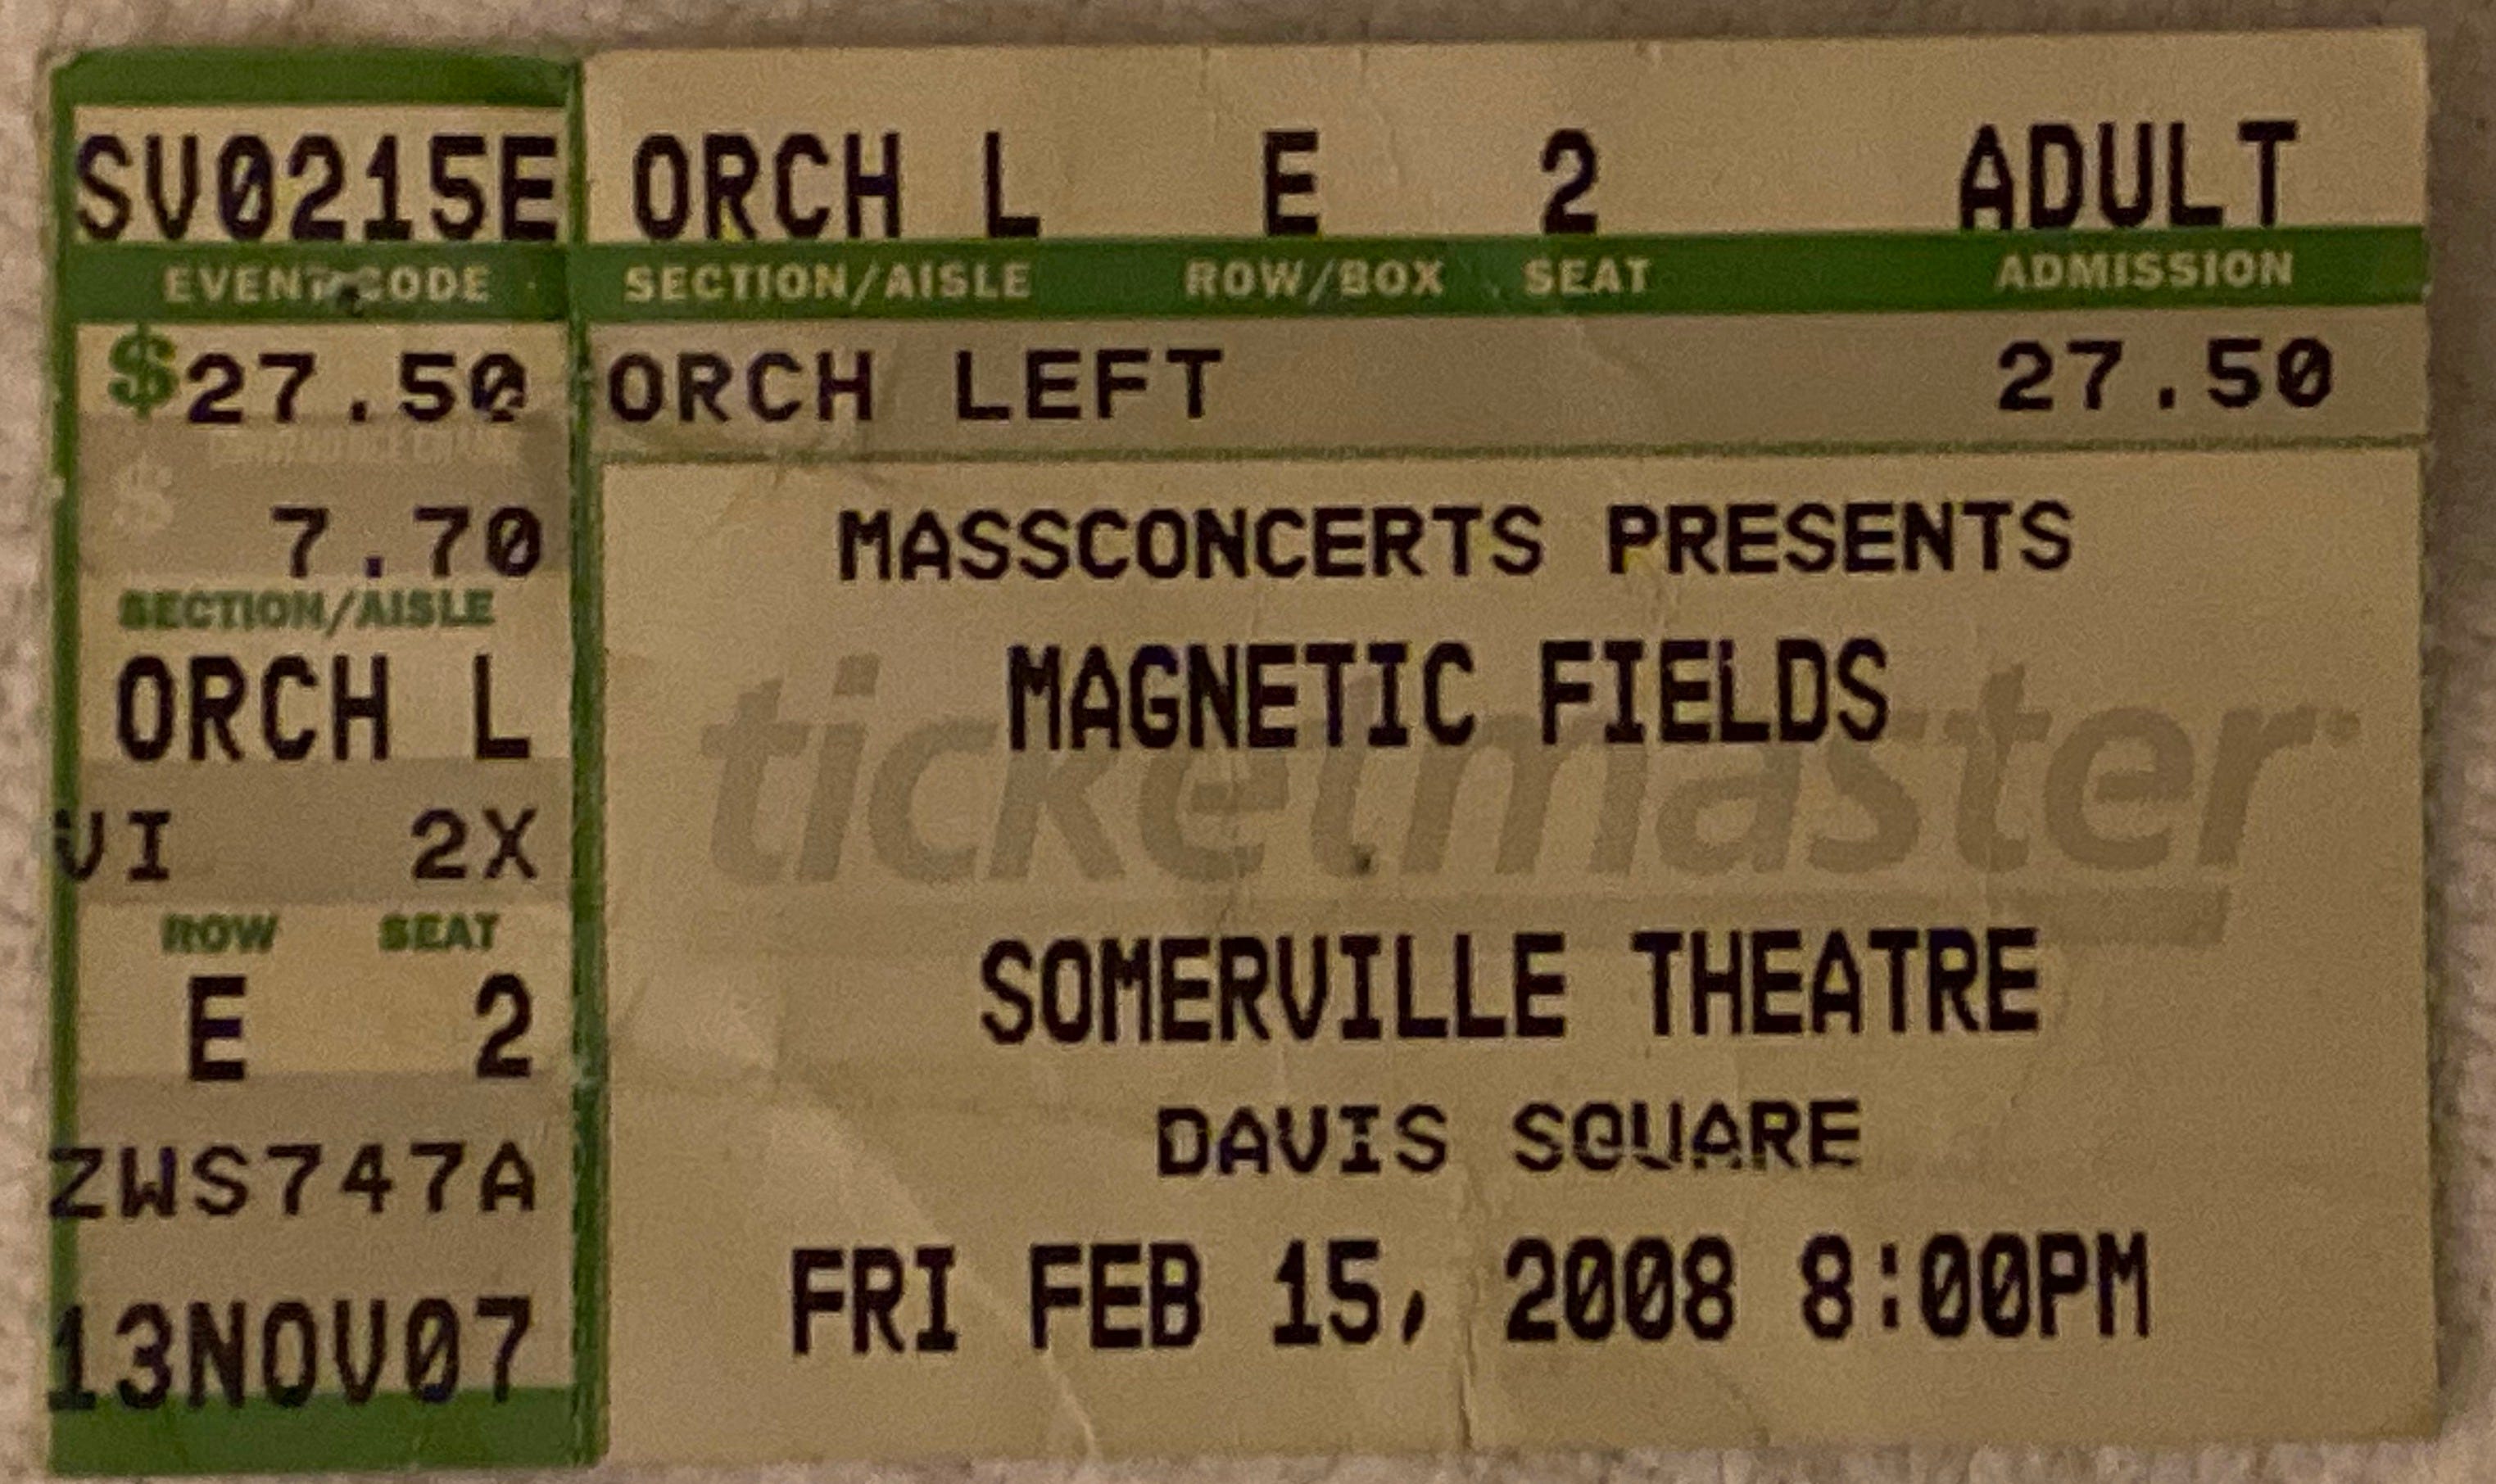 SV0215E
EVENT CODE
$27.50
CONVENIENCE CHARGE
$ 7.70
SECTION/AISLE
ORCH L
VI 2X
ROW SEAT
E 2
ZWS747A
13NOV07
ORCH L E 2 ADULT
SECTION/AISLE ROW/BOX SEAT ADMISSION
ORCH LEFT 27.50
MASSCONCERTS PRESENTS
MAGNETIC FIELDS
ticketmaster
SOMERVILLE THEATRE
DAVIS SQUARE
FRI FEB 15, 2008 8:00PM